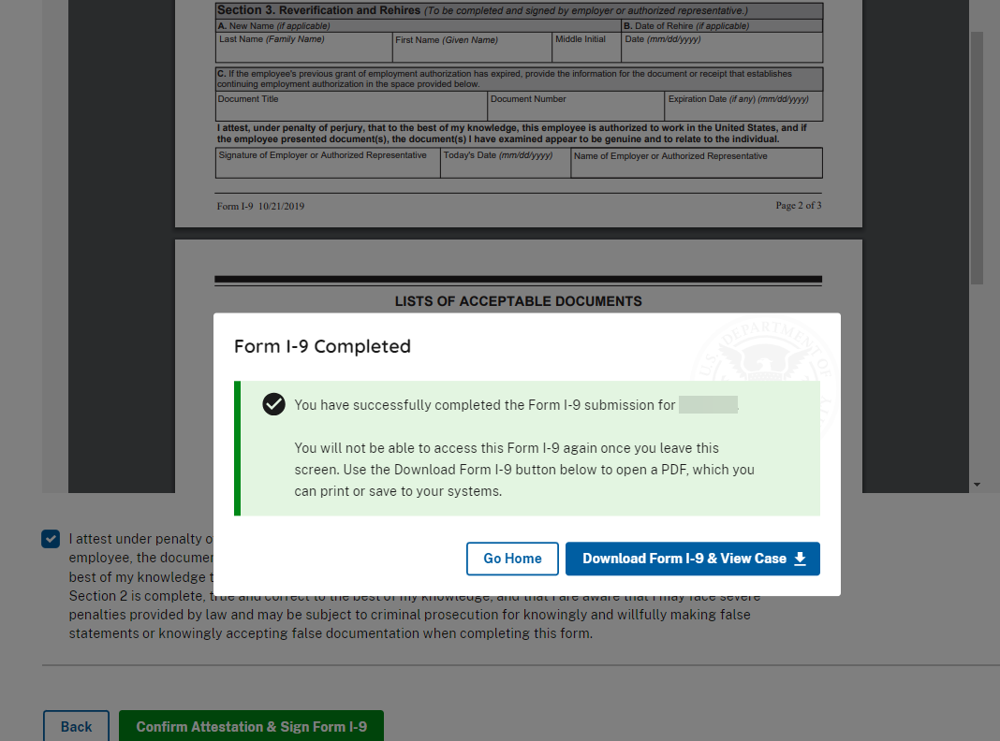 Section 3. Reverification and Rehires (To be completed and signed by employer or authorized representative.)
A. New Name (if applicable)
B. Date of Rehire (if applicable)
Last Name (Family Name)
First Name (Given Name)
Middle Initial
Date (mm/dd/yyyy)
C. If the employee's previous grant of employment authorization has expired, provide the information for the document or receipt that establishes
continuing employment authorization in the space provided below.
Document Title
Document Number
Expiration Date (if any) (mm/dd/yyyy)
I attest, under penalty of perjury, that to the best of my knowledge, this employee is authorized to work in the United States, and if
the employee presented document(s), the document(s) I have examined appear to be genuine and to relate to the individual.
Signature of Employer or Authorized Representative
Today's Date (mm/dd/yyyy)
Name of Employer or Authorized Representative
Form I-9 10/21/2019
Page 2 of 3
LISTS OF ACCEPTABLE DOCUMENTS
Form I-9 Completed
U.S. DEPARTMENT OF
You have successfully completed the Form I-9 submission for
You will not be able to access this Form I-9 again once you leave this
screen. Use the Download Form I-9 button below to open a PDF, which you
can print or save to your systems.
Go Home
Download Form I-9 & View Case
I attest under penalty o
employee, the documen
best of my knowledge t
Section 2 is complete, true and correct to the best of my knowledge, and that I are aware that I may face severe
penalties provided by law and may be subject to criminal prosecution for knowingly and willfully making false
statements or knowingly accepting false documentation when completing this form.
Back
Confirm Attestation & Sign Form I-9